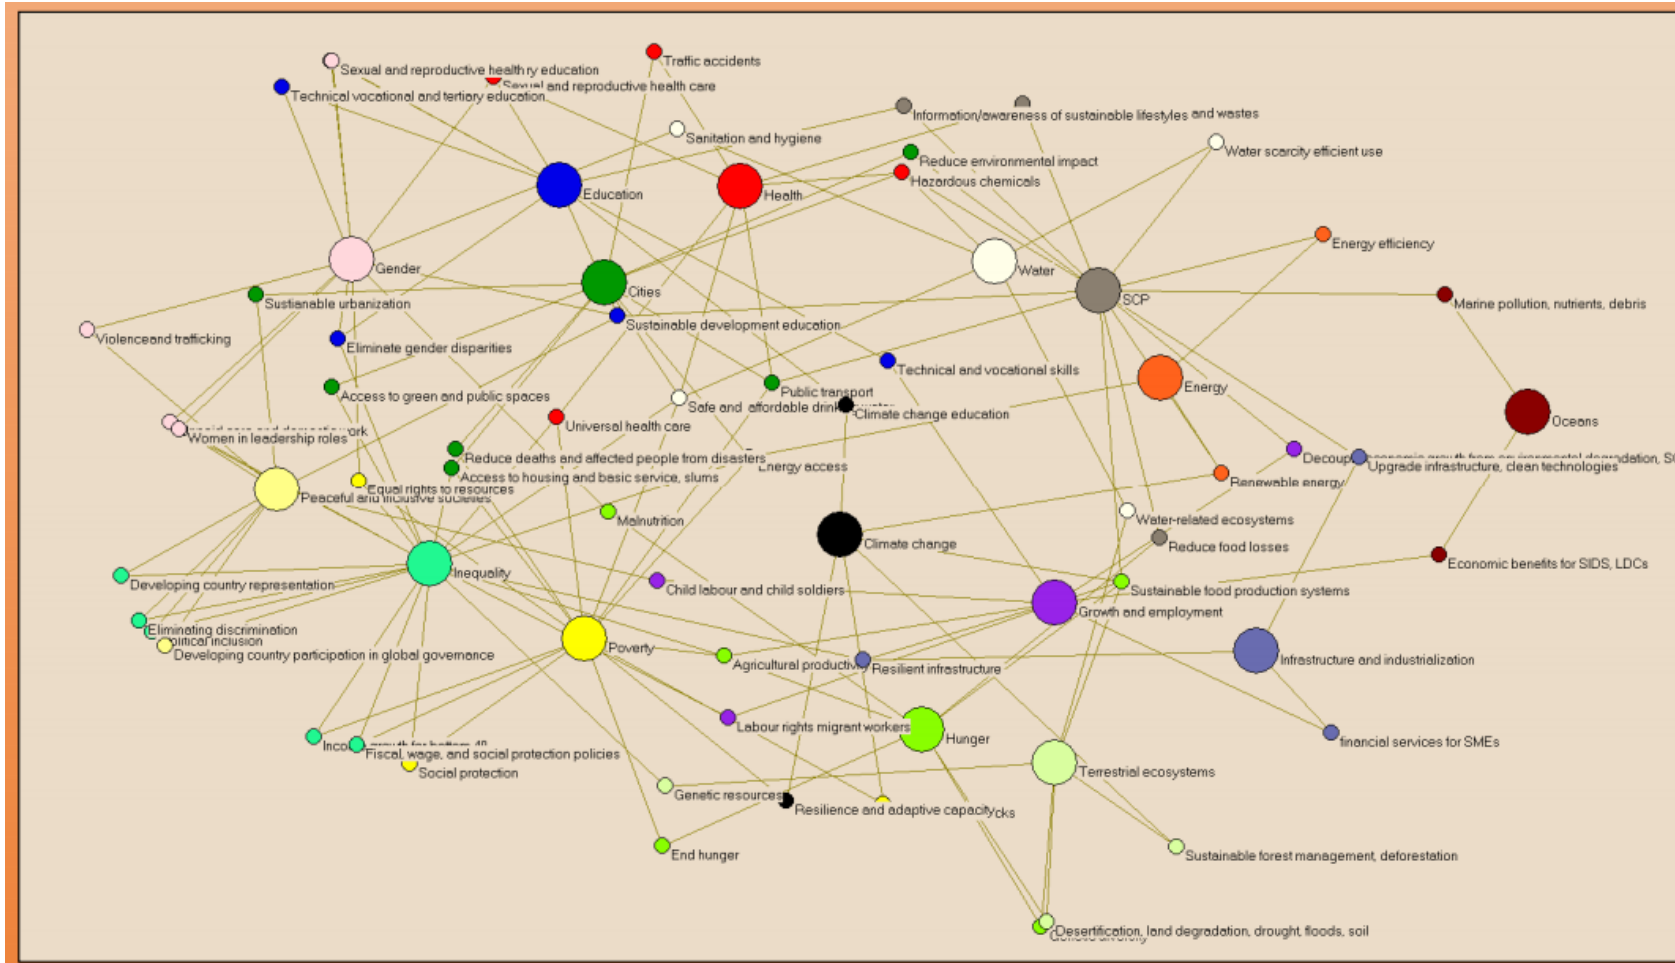 Traffic accidents
Sexual and reproductive health
ry education
Sexual and reproductive health care
Technical vocational and tertiary education
Information/awareness of sustainable lifestyles
and wastes
Sanitation and hygiene
Water scarcity efficient use
Reduce environmental impact
Hazardous chemicals
Education
Health
Energy efficiency
Gender
Water
Cities
SCP
Sustianable urbanization
Marine pollution, nutrients, debris
Sustainable development education
Violenceand trafficking
Eliminate gender disparities
Technical and vocational skills
Energy
Access to green and public spaces
Public transport
Safe and affordable drink
Climate change education
Oceans
Universal health care
ork
Women in leadership roles
Reduce deaths and affected people from disasters
Decoup
Upgrade infrastructure, clean technologies
Energy access
Access to housing and basic service, slums
Renewable energy
Equal rights to resources
Peaceful and inclusive societies
Malnutrition
Water-related ecosystems
Climate change
Reduce food losses
Inequality
Economic benefits for SIDS, LDCs
Developing country representation
Child labour and child soldiers
Sustainable food production systems
Growth and employment
Eliminating discrimination
political inclusion
Developing country participation in global governance
Poverty
Agricultural productiv
Resilient infrastructure
Infrastructure and industrialization
Labour rights migrant workers
Hunger
financial services for SMEs
Fiscal, wage, and social protection policies
Social protection
Terrestrial ecosystems
Genetic resources
Resilience and adaptive capacity
cks
End hunger
Sustainable forest management, deforestation
Desertification, land degradation, drought, floods, soil